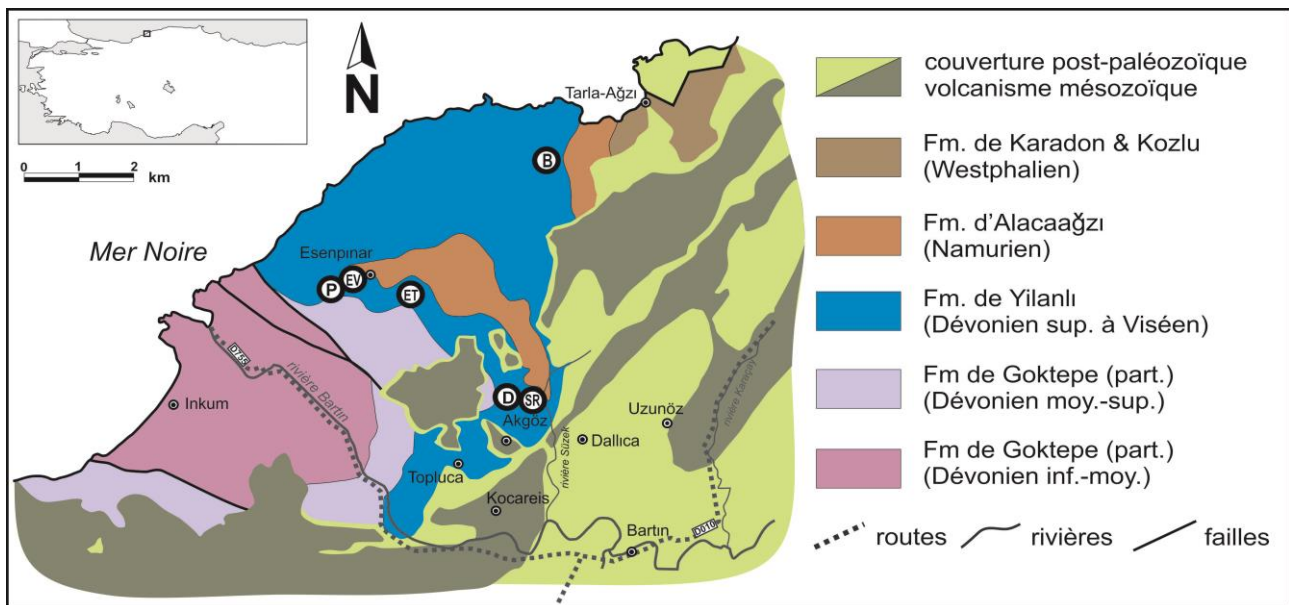 N
0 1 2
km
Mer Noire
Tarla-Ağzı
B
Esenpınar
P
EV
ET
D
SR
Akgöz
Inkum
D755
rivière Bartın
Topluca
Kocareis
rivière Süzek
Dallıca
Uzunöz
Bartın
D010
couverture post-paléozoïque
volcanisme mésozoïque
Fm. de Karadon & Kozlu
(Westphalien)
Fm. d'Alacaağzı
(Namurien)
Fm. de Yilanlı
(Dévonien sup. à Viséen)
Fm de Goktepe (part.)
(Dévonien moy.-sup.)
Fm de Goktepe (part.)
(Dévonien inf.-moy.)
routes
rivières
failles